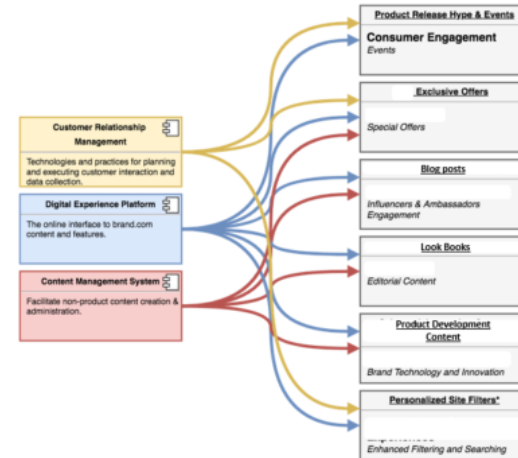 Product Release Hype & Events
Consumer Engagement
Events
Exclusive Offers
Special Offers
Customer Relationship
Management
Technologies and practices for planning
and executing customer interaction and
data collection.
Blog posts
Influencers & Ambassadors
Engagement
Digital Experience Platform
The online interface to brand.com
content and features.
Look Books
Editorial Content
Content Management System
Facilitate non-product content creation &
administration.
Product Development
Content
Brand Technology and Innovation
Personalized Site Filters*
Enhanced Filtering and Searching